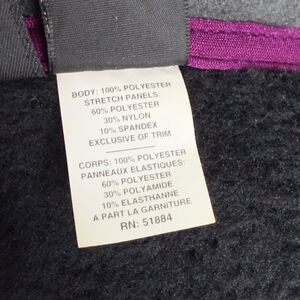 BODY: 100% POLYESTER
STRETCH PANELS:
60% POLYESTER
30% NYLON
10% SPANDEX
EXCLUSIVE OF TRIM
CORPS: 100% POLYESTER
PANNEAUX ELASTIQUES:
60% POLYESTER
30% POLYAMIDE
10% ELASTHANNE
A PART LA GARNITURE
RN: 51884